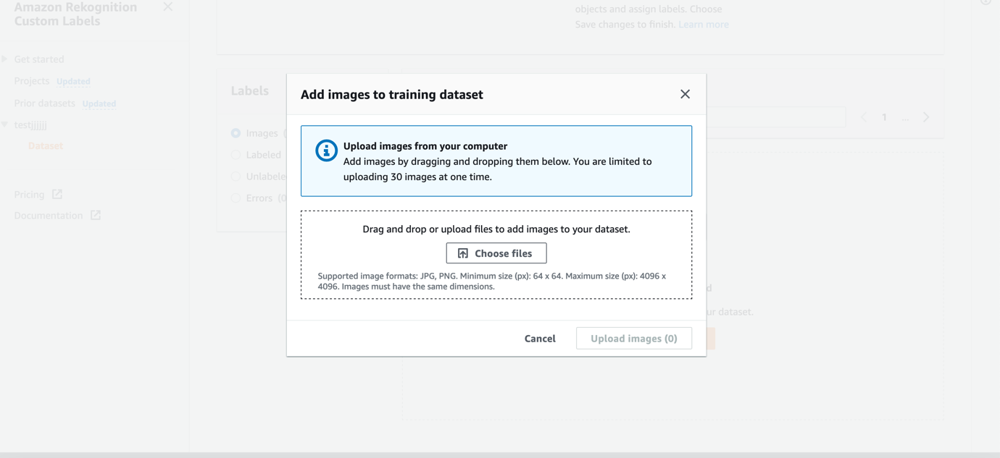 Amazon Rekognition
Custom Labels
Get started
Projects Updated
Prior datasets Updated
testjjjjjj
Dataset
Pricing
Documentation
objects and assign labels. Choose
Save changes to finish. Learn more
Labels
Images (
Labeled
Unlabele
Errors (0
1 ...
Add images to training dataset
Upload images from your computer
Add images by dragging and dropping them below. You are limited to
uploading 30 images at one time.
Drag and drop or upload files to add images to your dataset.
Choose files
Supported image formats: JPG, PNG. Minimum size (px): 64 x 64. Maximum size (px): 4096 x
4096. Images must have the same dimensions.
Cancel
Upload images (0)
d
ur dataset.